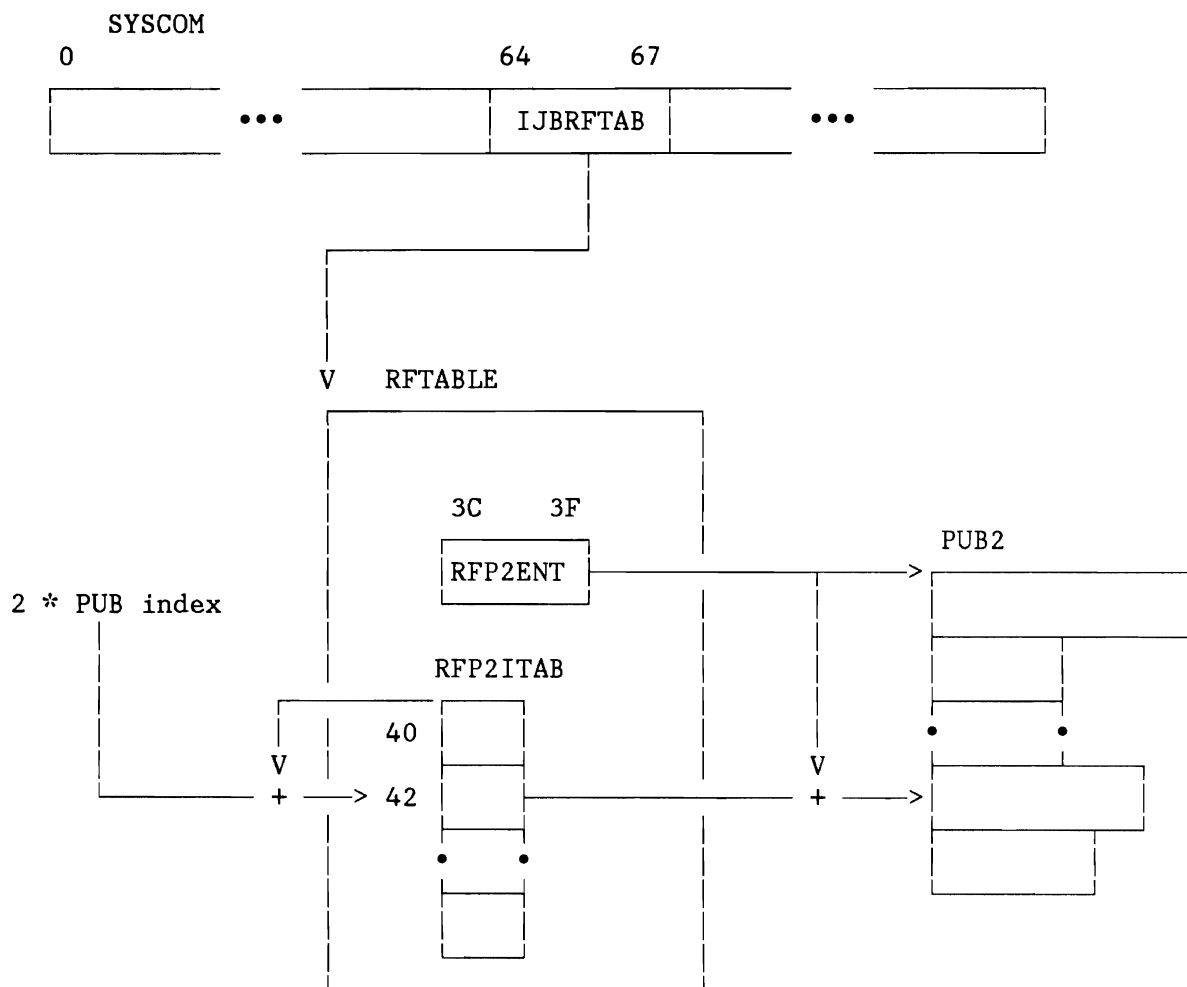 SYSCOM
0 64 67
••• IJBRFTAB •••
V RFTABLE
3C 3F
PUB2
RFP2ENT >
2 * PUB index
RFP2ITAB
40
V V
+ > 42 + >